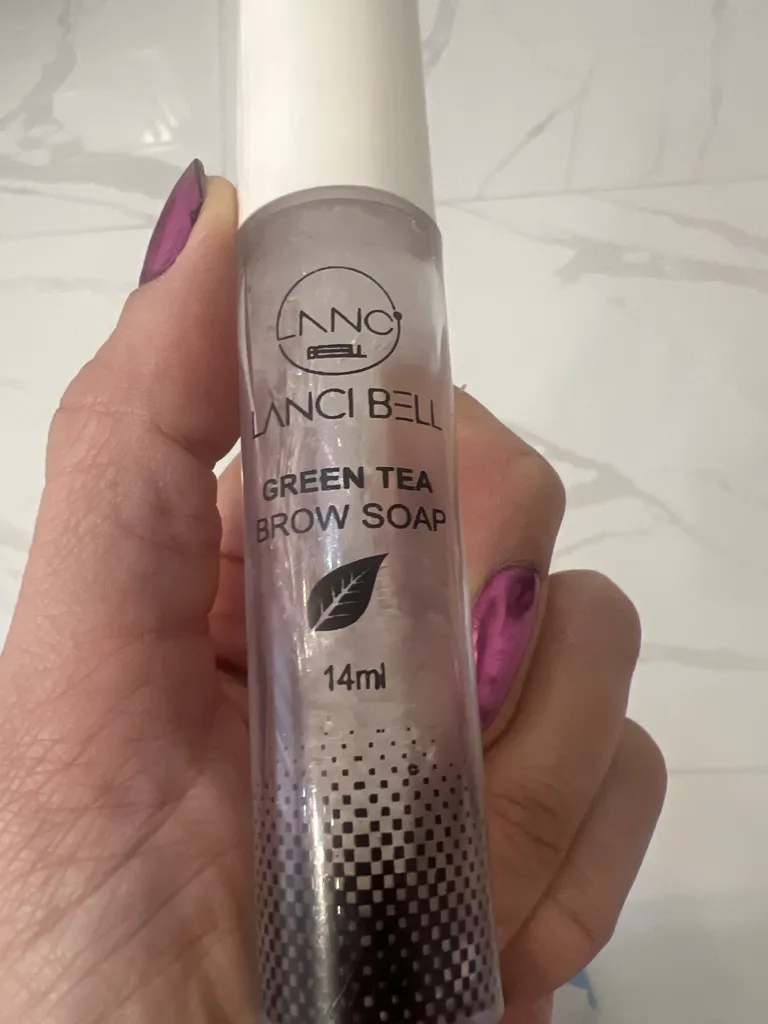 LANCI
BELL
LANCI BELL
GREEN TEA
BROW SOAP
14ml